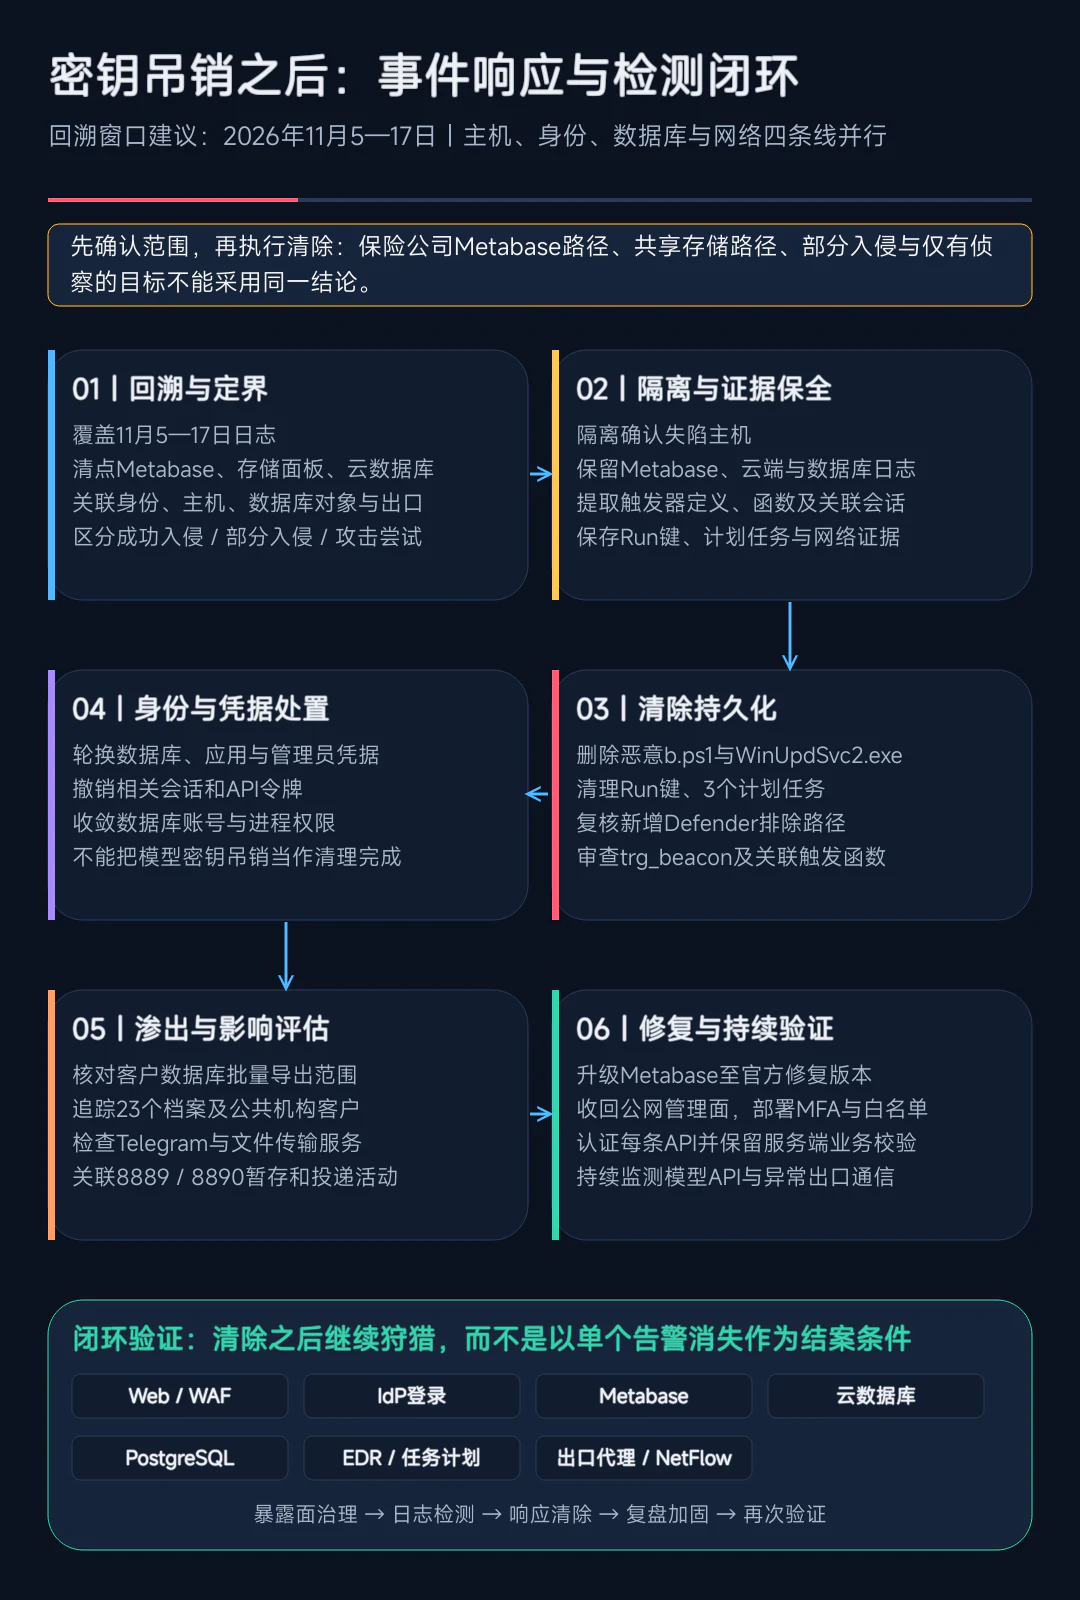 密钥吊销之后：事件响应与检测闭环
回溯窗口建议：2026年11月5—17日｜主机、身份、数据库与网络四条线并行
先确认范围，再执行清除：保险公司Metabase路径、共享存储路径、部分入侵与仅有侦
察的目标不能采用同一结论。
01｜回溯与定界
覆盖11月5—17日日志
清点Metabase、存储面板、云数据库
关联身份、主机、数据库对象与出口
区分成功入侵 / 部分入侵 / 攻击尝试
02｜隔离与证据保全
隔离确认失陷主机
保留Metabase、云端与数据库日志
提取触发器定义、函数及关联会话
保存Run键、计划任务与网络证据
03｜清除持久化
删除恶意b.ps1与WinUpdSvc2.exe
清理Run键、3个计划任务
复核新增Defender排除路径
审查trg_beacon及关联触发函数
04｜身份与凭据处置
轮换数据库、应用与管理员凭据
撤销相关会话和API令牌
收敛数据库账号与进程权限
不能把模型密钥吊销当作清理完成
05｜渗出与影响评估
核对客户数据库批量导出范围
追踪23个档案及公共机构客户
检查Telegram与文件传输服务
关联8889 / 8890暂存和投递活动
06｜修复与持续验证
升级Metabase至官方修复版本
收回公网管理面，部署MFA与白名单
认证每条API并保留服务端业务校验
持续监测模型API与异常出口通信
闭环验证：清除之后继续狩猎，而不是以单个告警消失作为结案条件
Web / WAF
IdP登录
Metabase
云数据库
PostgreSQL
EDR / 任务计划
出口代理 / NetFlow
暴露面治理 → 日志检测 → 响应清除 → 复盘加固 → 再次验证